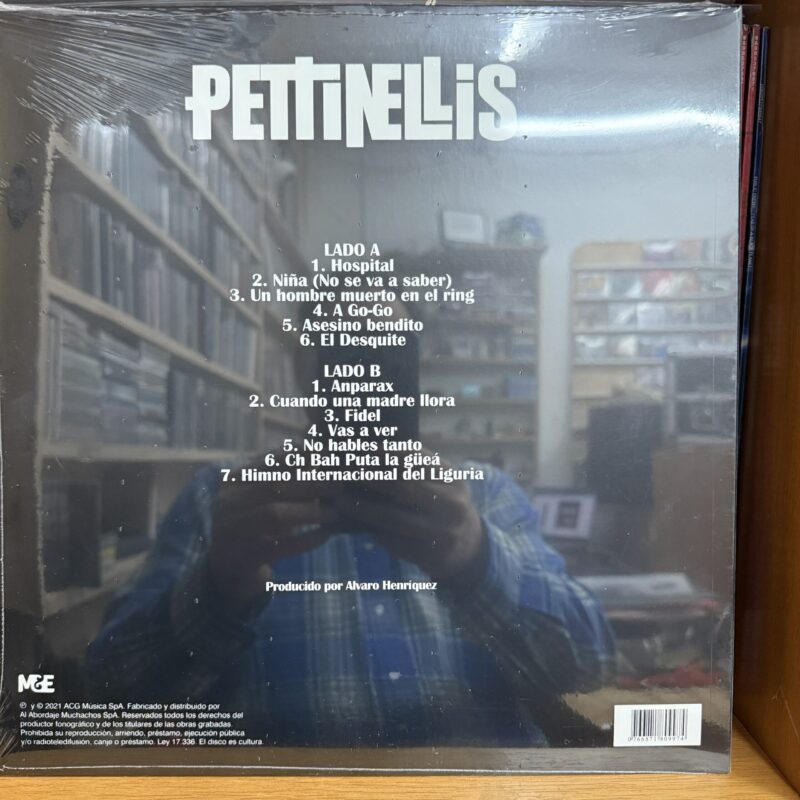 PETTINELLIS
LADO A
1. Hospital
2. Niña (No se va a saber)
3. Un hombre muerto en el ring
4. A Go-Go
5. Asesino bendito
6. El Desquite
LADO B
1. Anparax
2. Cuando una madre llora
3. Fidel
4. Vas a ver
5. No hables tanto
6. Ch Bah Puta la güeá
7. Himno Internacional del Liguria
Producido por Alvaro Henríquez
M&E
℗ y © 2021 ACG Música SpA. Fabricado y distribuido por
Al Abordaje Muchachos SpA. Reservados todos los derechos del
productor fonográfico y de los titulares de las obras grabadas.
Prohibida su reproducción, arriendo, préstamo, ejecución pública
y/o radioteledifusión, canje o préstamo. Ley 17.336. El disco es cultura.